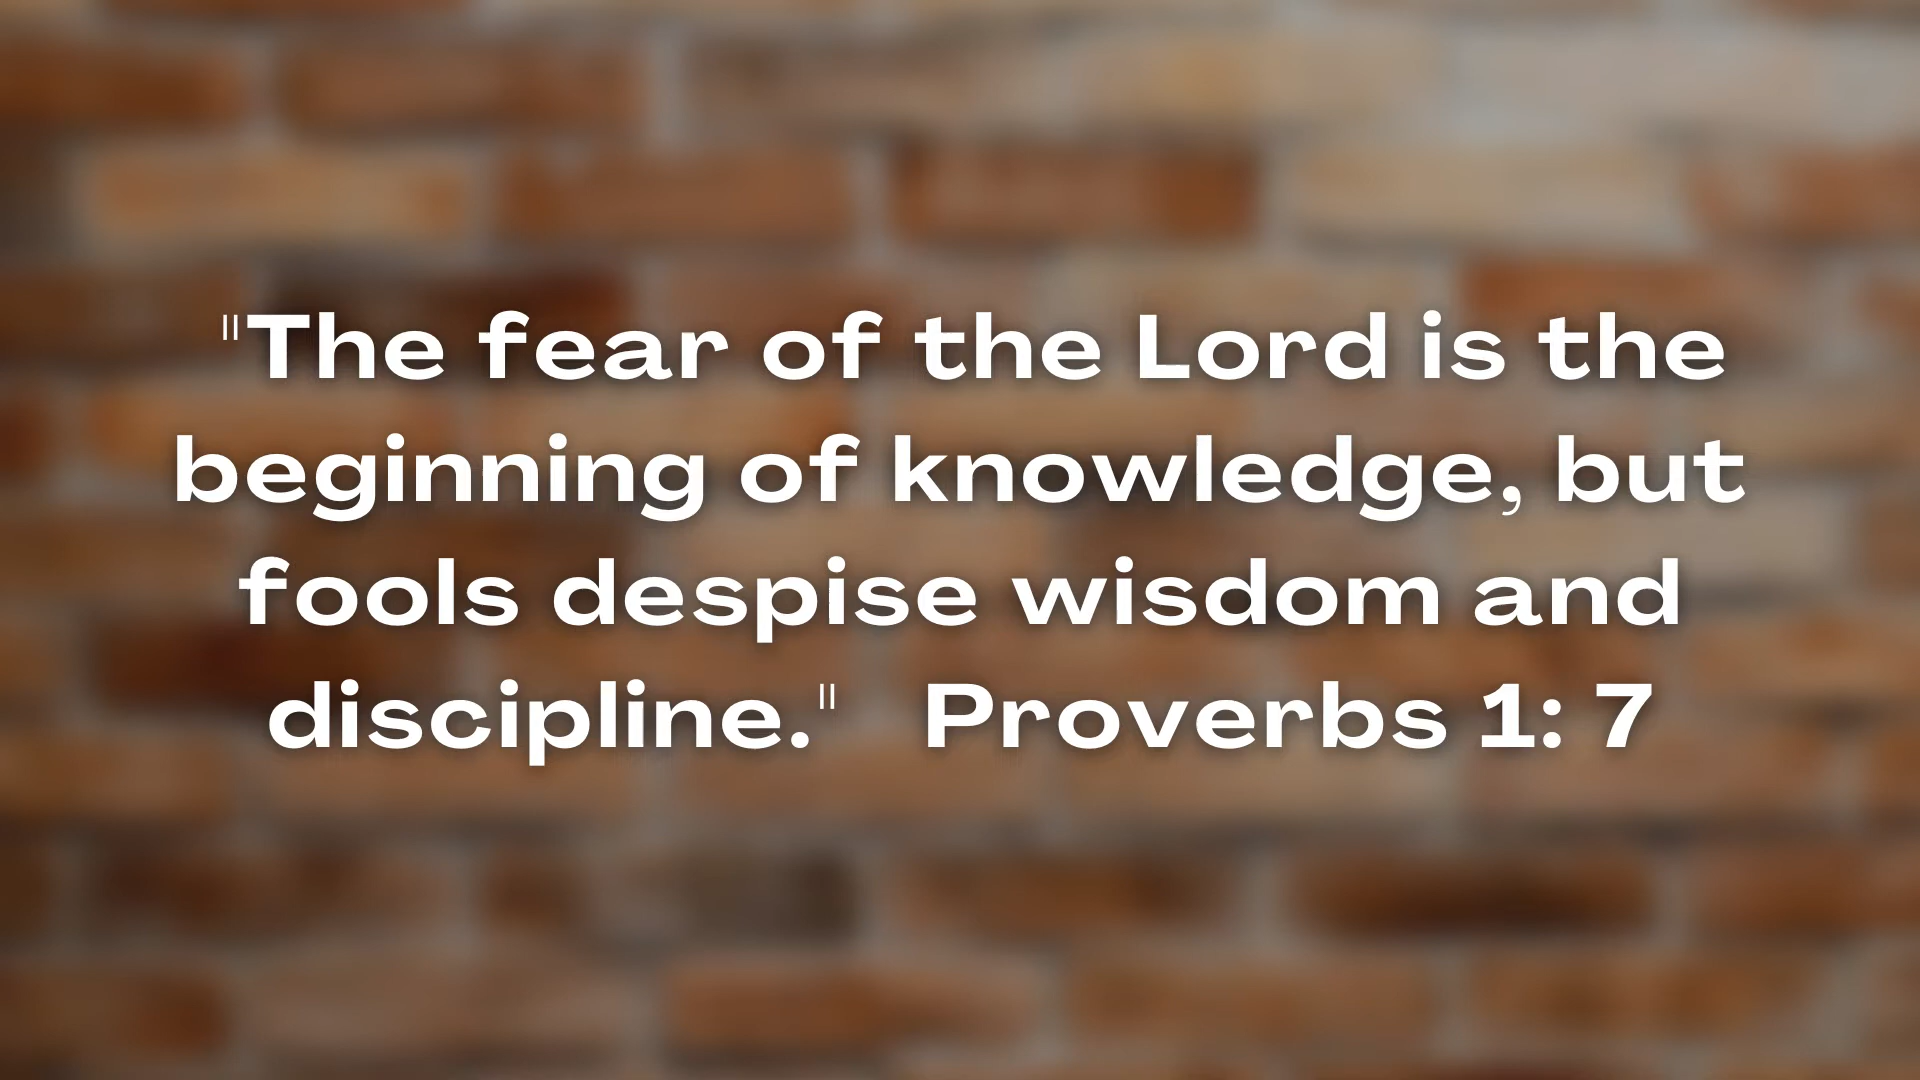 "The fear of the Lord is the
beginning of knowledge, but
fools despise wisdom and
discipline."   Proverbs 1: 7